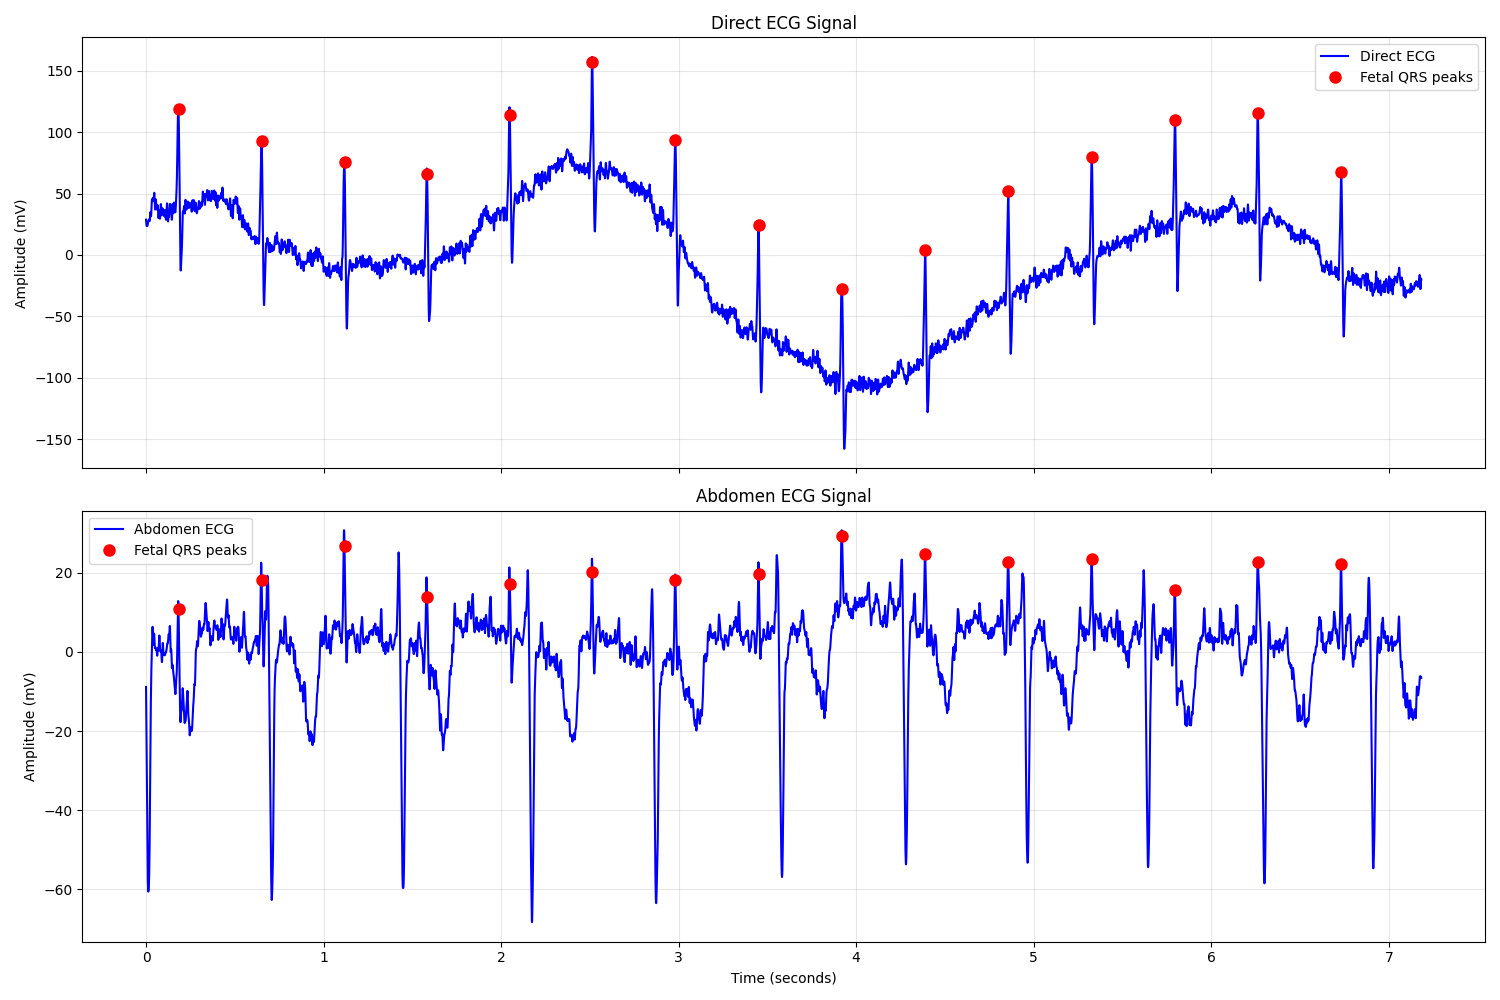 Direct ECG Signal
Direct ECG
Fetal QRS peaks
150
100
50
0
−50
−100
−150
Amplitude (mV)
Abdomen ECG Signal
Abdomen ECG
Fetal QRS peaks
20
0
−20
−40
−60
Amplitude (mV)
0 1 2 3 4 5 6 7
Time (seconds)